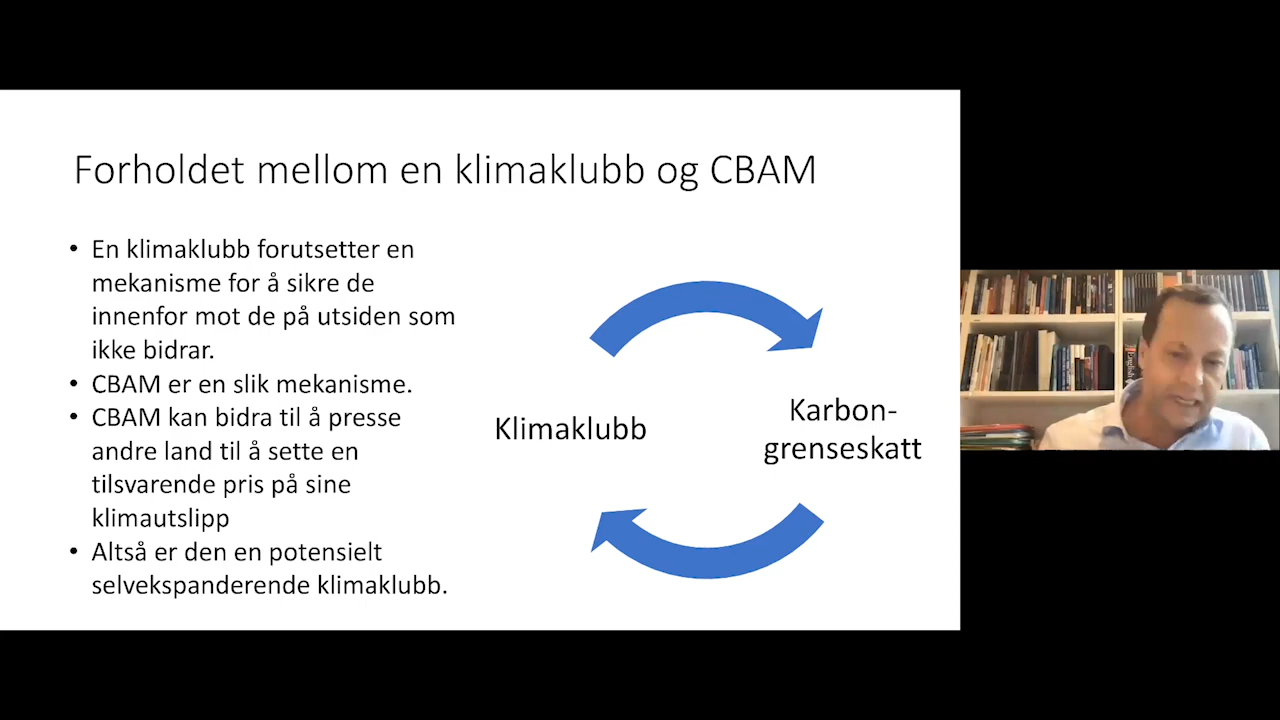 Forholdet mellom en klimaklubb og CBAM
• En klimaklubb forutsetter en
mekanisme for å sikre de
innenfor mot de på utsiden som
ikke bidrar.
• CBAM er en slik mekanisme.
• CBAM kan bidra til å presse
andre land til å sette en
tilsvarende pris på sine
klimautslipp
• Altså er den en potensielt
selvekspanderende klimaklubb.
Klimaklubb
Karbon-
grenseskatt
English